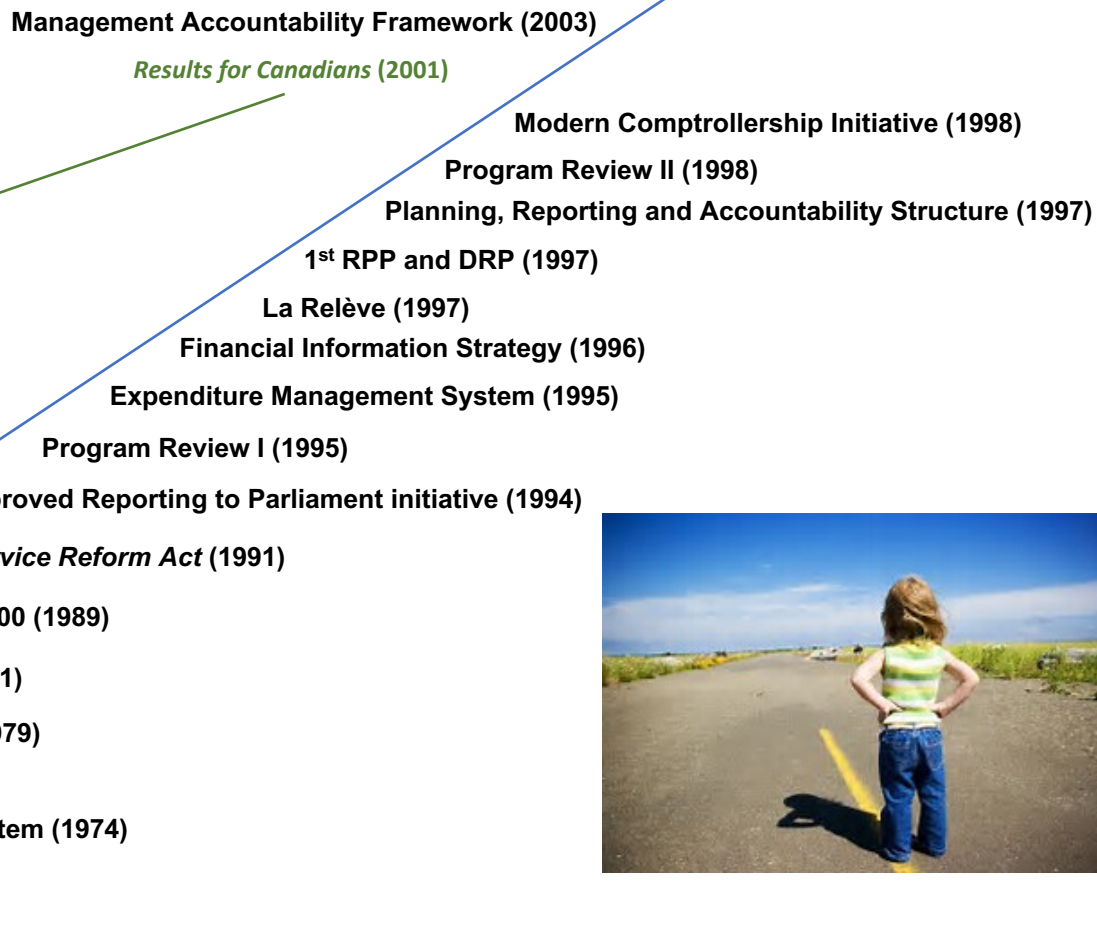 Management Accountability Framework (2003)
Results for Canadians (2001)
Modern Comptrollership Initiative (1998)
Program Review II (1998)
Planning, Reporting and Accountability Structure (1997)
1st RPP and DRP (1997)
La Relève (1997)
Financial Information Strategy (1996)
Expenditure Management System (1995)
Program Review I (1995)
proved Reporting to Parliament initiative (1994)
vice Reform Act (1991)
00 (1989)
1)
979)
tem (1974)